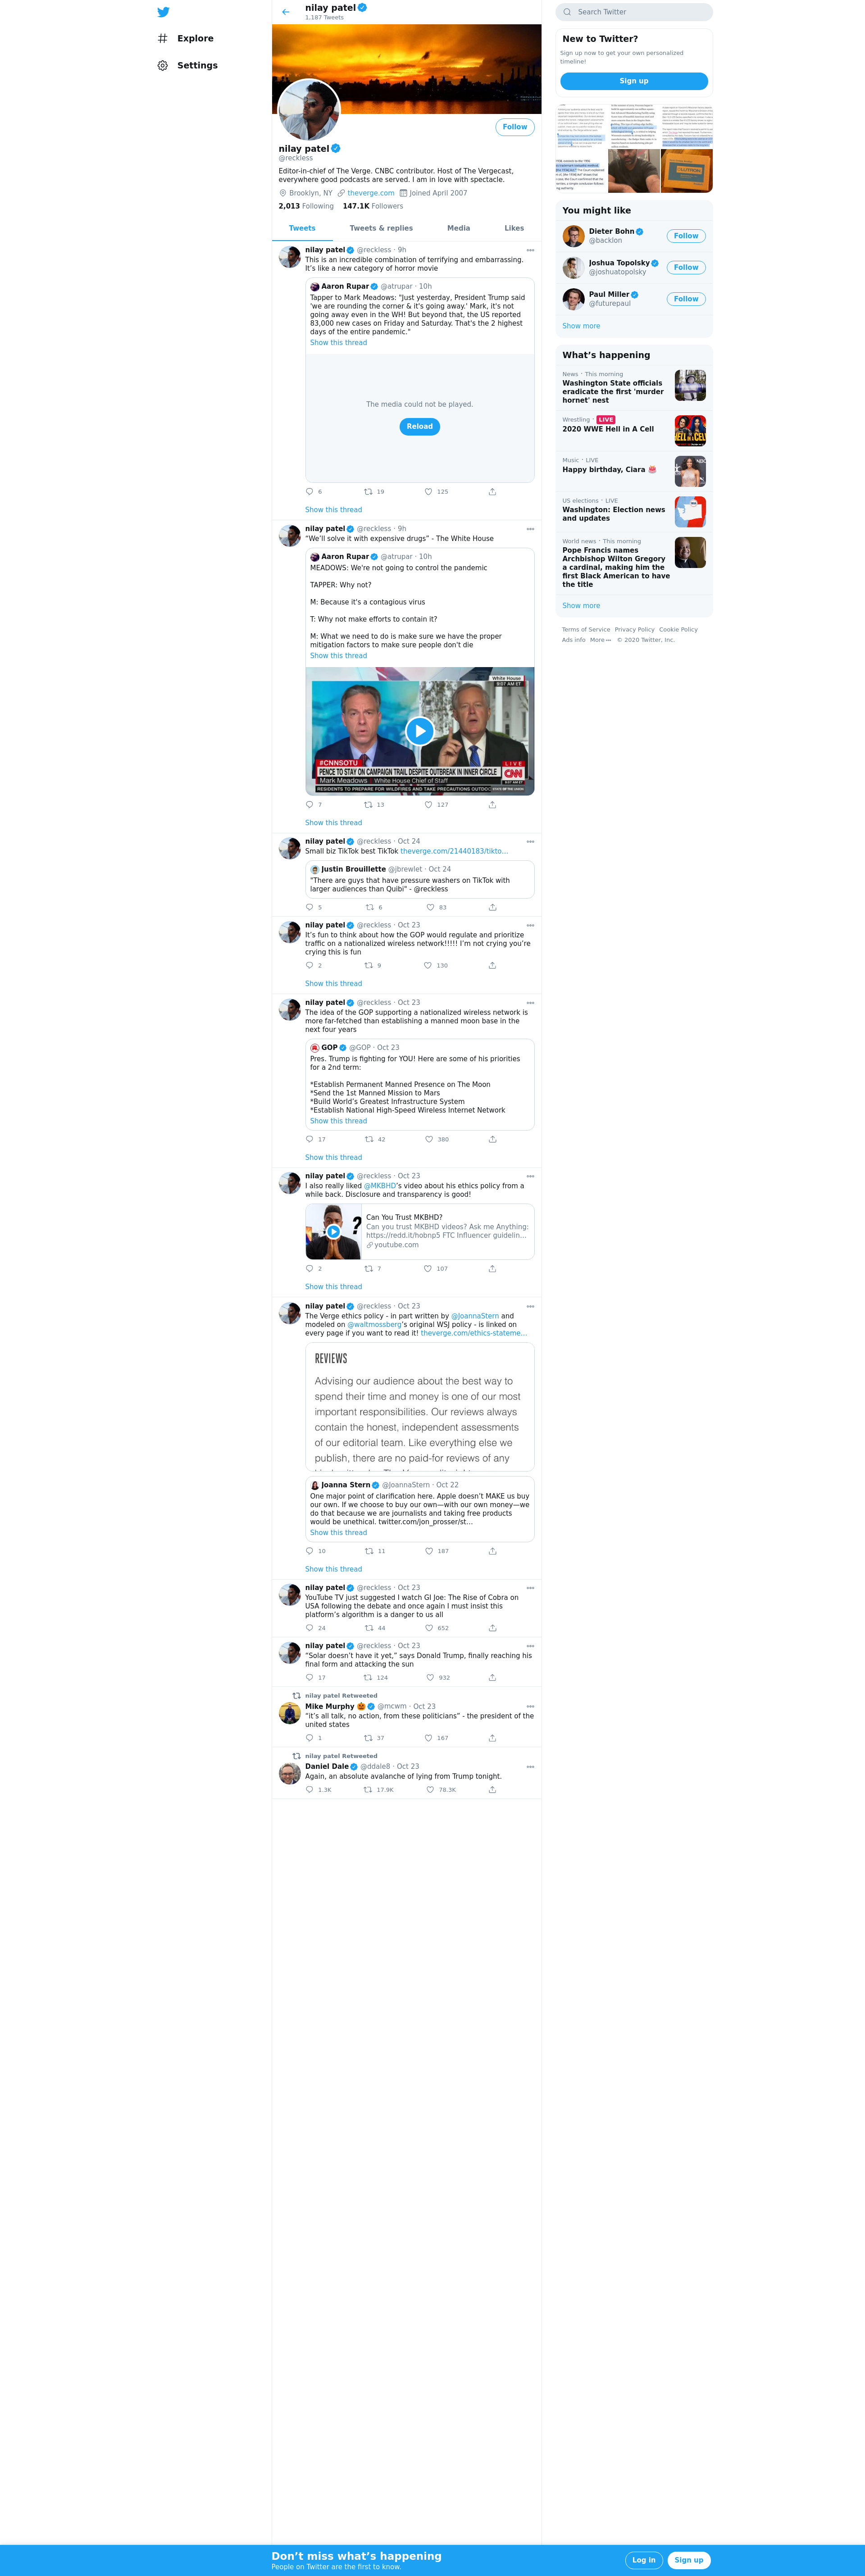 Explore
Settings
nilay patel
1,187 Tweets
Follow
nilay patel
@reckless
Editor-in-chief of The Verge. CNBC contributor. Host of The Vergecast,
everywhere good podcasts are served. I am in love with spectacle.
Brooklyn, NY theverge.com Joined April 2007
2,013 Following 147.1K Followers
Tweets Tweets & replies Media Likes
nilay patel @reckless · 9h
This is an incredible combination of terrifying and embarrassing.
It’s like a new category of horror movie
Aaron Rupar @atrupar · 10h
Tapper to Mark Meadows: "Just yesterday, President Trump said
'we are rounding the corner & it's going away.' Mark, it's not
going away even in the WH! But beyond that, the US reported
83,000 new cases on Friday and Saturday. That's the 2 highest
days of the entire pandemic."
Show this thread
The media could not be played.
Reload
6 19 125
Show this thread
nilay patel @reckless · 9h
“We’ll solve it with expensive drugs” - The White House
Aaron Rupar @atrupar · 10h
MEADOWS: We're not going to control the pandemic
TAPPER: Why not?
M: Because it's a contagious virus
T: Why not make efforts to contain it?
M: What we need to do is make sure we have the proper
mitigation factors to make sure people don't die
Show this thread
White House
8:07 AM ET
#CNNSOTU
LIVE
PENCE TO STAY ON CAMPAIGN TRAIL DESPITE OUTBREAK IN INNER CIRCLE
CNN
Mark Meadows | White House Chief of Staff
RESIDENTS TO PREPARE FOR WILDFIRES AND TAKE PRECAUTIONS OUTDOO
7 13 127
Show this thread
nilay patel @reckless · Oct 24
Small biz TikTok best TikTok theverge.com/21440183/tikto…
Justin Brouillette @jbrewlet · Oct 24
"There are guys that have pressure washers on TikTok with
larger audiences than Quibi" - @reckless
5 6 83
nilay patel @reckless · Oct 23
It’s fun to think about how the GOP would regulate and prioritize
traffic on a nationalized wireless network!!!!! I’m not crying you’re
crying this is fun
2 9 130
Show this thread
nilay patel @reckless · Oct 23
The idea of the GOP supporting a nationalized wireless network is
more far-fetched than establishing a manned moon base in the
next four years
GOP @GOP · Oct 23
Pres. Trump is fighting for YOU! Here are some of his priorities
for a 2nd term:
*Establish Permanent Manned Presence on The Moon
*Send the 1st Manned Mission to Mars
*Build World’s Greatest Infrastructure System
*Establish National High-Speed Wireless Internet Network
Show this thread
17 42 380
Show this thread
nilay patel @reckless · Oct 23
I also really liked @MKBHD’s video about his ethics policy from a
while back. Disclosure and transparency is good!
?
Can You Trust MKBHD?
Can you trust MKBHD videos? Ask me Anything:
https://redd.it/hobnp5 FTC Influencer guidelin…
youtube.com
2 7 107
Show this thread
nilay patel @reckless · Oct 23
The Verge ethics policy - in part written by @JoannaStern and
modeled on @waltmossberg’s original WSJ policy - is linked on
every page if you want to read it! theverge.com/ethics-stateme…
REVIEWS
Advising our audience about the best way to
spend their time and money is one of our most
important responsibilities. Our reviews always
contain the honest, independent assessments
of our editorial team. Like everything else we
publish, there are no paid-for reviews of any
Joanna Stern @JoannaStern · Oct 22
One major point of clarification here. Apple doesn’t MAKE us buy
our own. If we choose to buy our own—with our own money—we
do that because we are journalists and taking free products
would be unethical. twitter.com/jon_prosser/st…
Show this thread
10 11 187
Show this thread
nilay patel @reckless · Oct 23
YouTube TV just suggested I watch GI Joe: The Rise of Cobra on
USA following the debate and once again I must insist this
platform’s algorithm is a danger to us all
24 44 652
nilay patel @reckless · Oct 23
“Solar doesn’t have it yet,” says Donald Trump, finally reaching his
final form and attacking the sun
17 124 932
nilay patel Retweeted
Mike Murphy @mcwm · Oct 23
“it’s all talk, no action, from these politicians” - the president of the
united states
1 37 167
nilay patel Retweeted
Daniel Dale @ddale8 · Oct 23
Again, an absolute avalanche of lying from Trump tonight.
1.3K 17.9K 78.3K
Search Twitter
New to Twitter?
Sign up now to get your own personalized
timeline!
Sign up
You might like
Dieter Bohn
@backlon
Follow
Joshua Topolsky
@joshuatopolsky
Follow
Paul Miller
@futurepaul
Follow
Show more
What’s happening
News · This morning
Washington State officials
eradicate the first 'murder
hornet' nest
Wrestling · LIVE
2020 WWE Hell in A Cell
Music · LIVE
Happy birthday, Ciara
US elections · LIVE
Washington: Election news
and updates
World news · This morning
Pope Francis names
Archbishop Wilton Gregory
a cardinal, making him the
first Black American to have
the title
Show more
Terms of Service Privacy Policy Cookie Policy
Ads info More © 2020 Twitter, Inc.
Don’t miss what’s happening
People on Twitter are the first to know.
Log in
Sign up